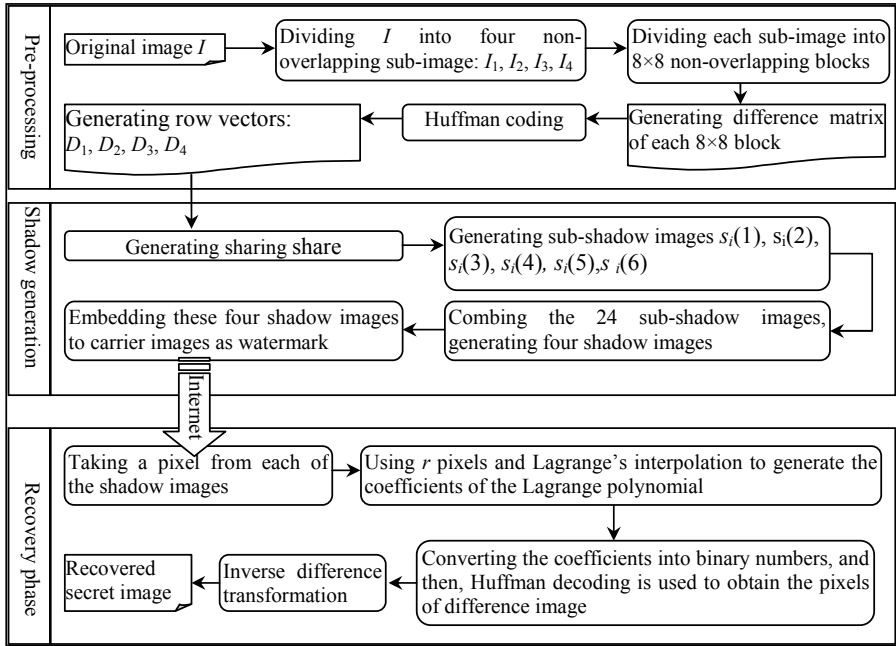 Pre-processing
Original image I
Dividing I into four non-
overlapping sub-image: I₁, I₂, I₃, I₄
Dividing each sub-image into
8×8 non-overlapping blocks
Generating difference matrix
of each 8×8 block
Huffman coding
Generating row vectors:
D₁, D₂, D₃, D₄
Shadow generation
Generating sharing share
Generating sub-shadow images sᵢ(1), sᵢ(2),
sᵢ(3), sᵢ(4), sᵢ(5),s ᵢ(6)
Combing the 24 sub-shadow images,
generating four shadow images
Embedding these four shadow images
to carrier images as watermark
Internet
Recovery phase
Taking a pixel from each of
the shadow images
Using r pixels and Lagrange's interpolation to generate the
coefficients of the Lagrange polynomial
Converting the coefficients into binary numbers, and
then, Huffman decoding is used to obtain the pixels
of difference image
Inverse difference
transformation
Recovered
secret image